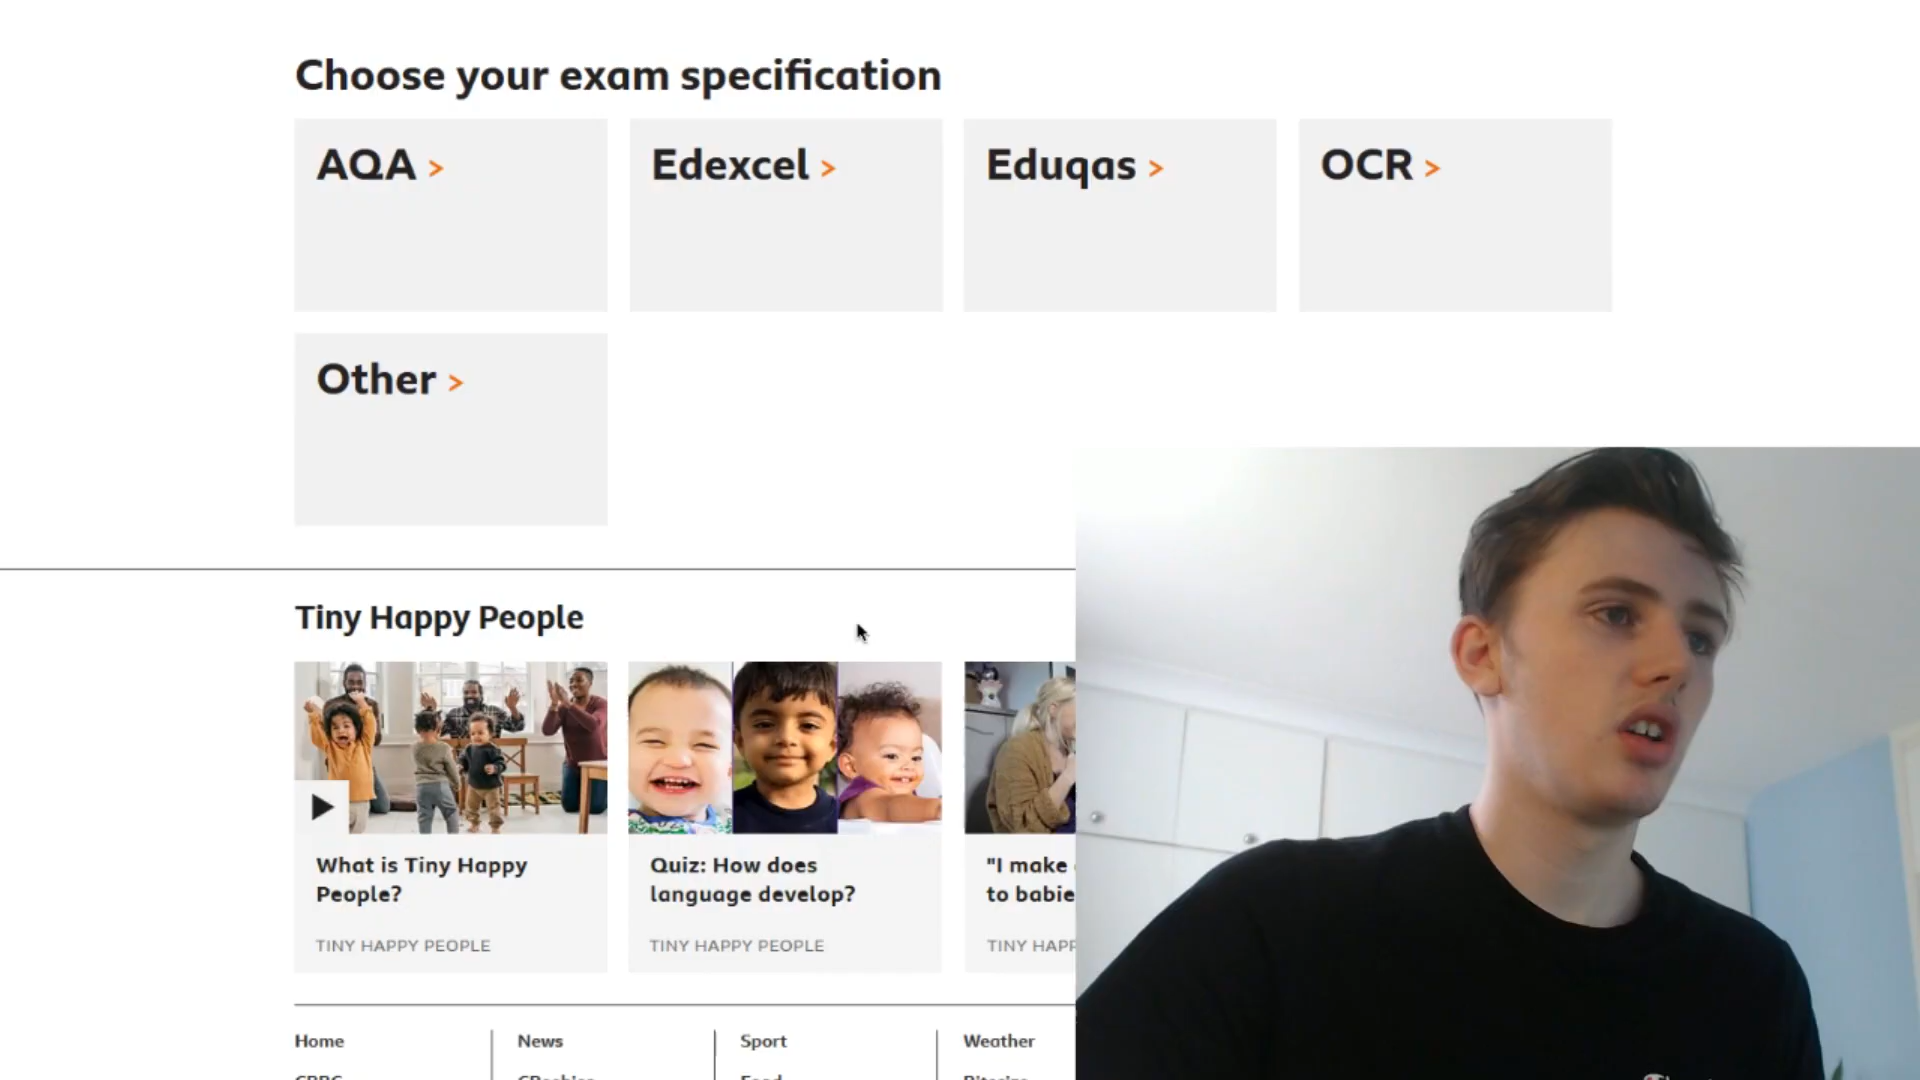 Choose your exam specification
AQA >
Edexcel >
Eduqas >
OCR >
Other >
Tiny Happy People
What is Tiny Happy
People?
TINY HAPPY PEOPLE
Quiz: How does
language develop?
TINY HAPPY PEOPLE
"I make
to babie
TINY HAPP
Home
News
Sport
Weather